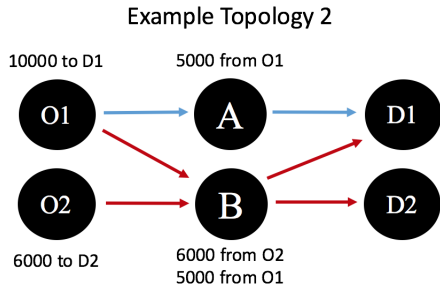 Example Topology 2
10000 to D1
5000 from O1
O1
A
D1
O2
B
D2
6000 to D2
6000 from O2
5000 from O1